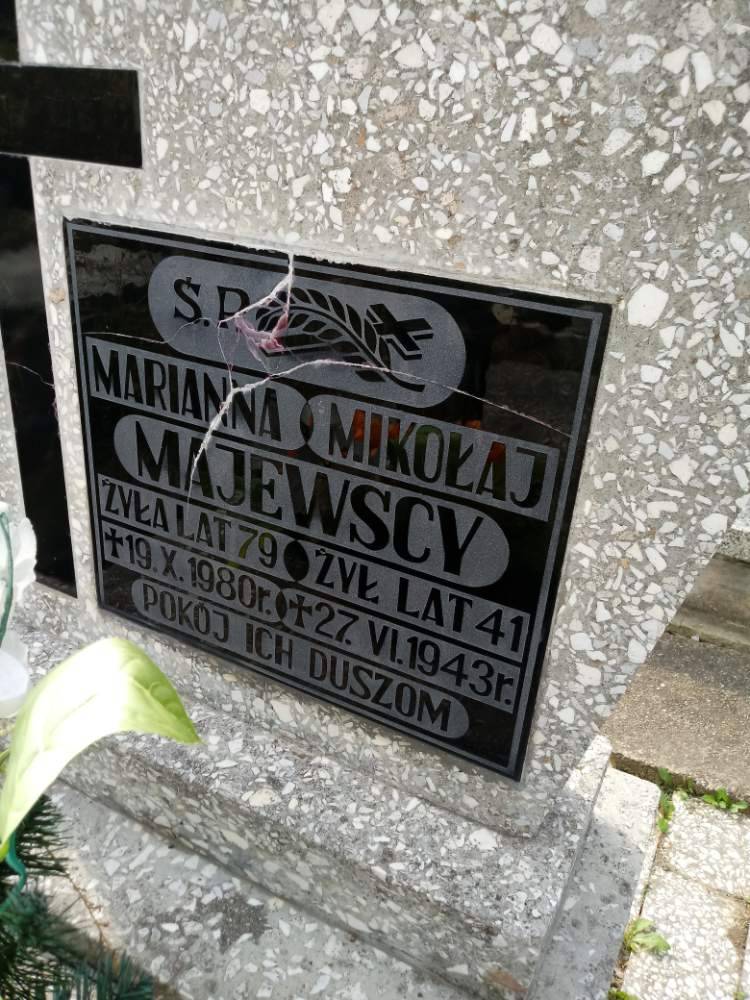 Ś.P.
MARIANNA MIKOŁAJ
MAJEWSCY
ŻYŁA LAT 79 ŻYŁ LAT 41
✝19.X.1980r. ✝27.VI.1943r.
POKÓJ ICH DUSZOM